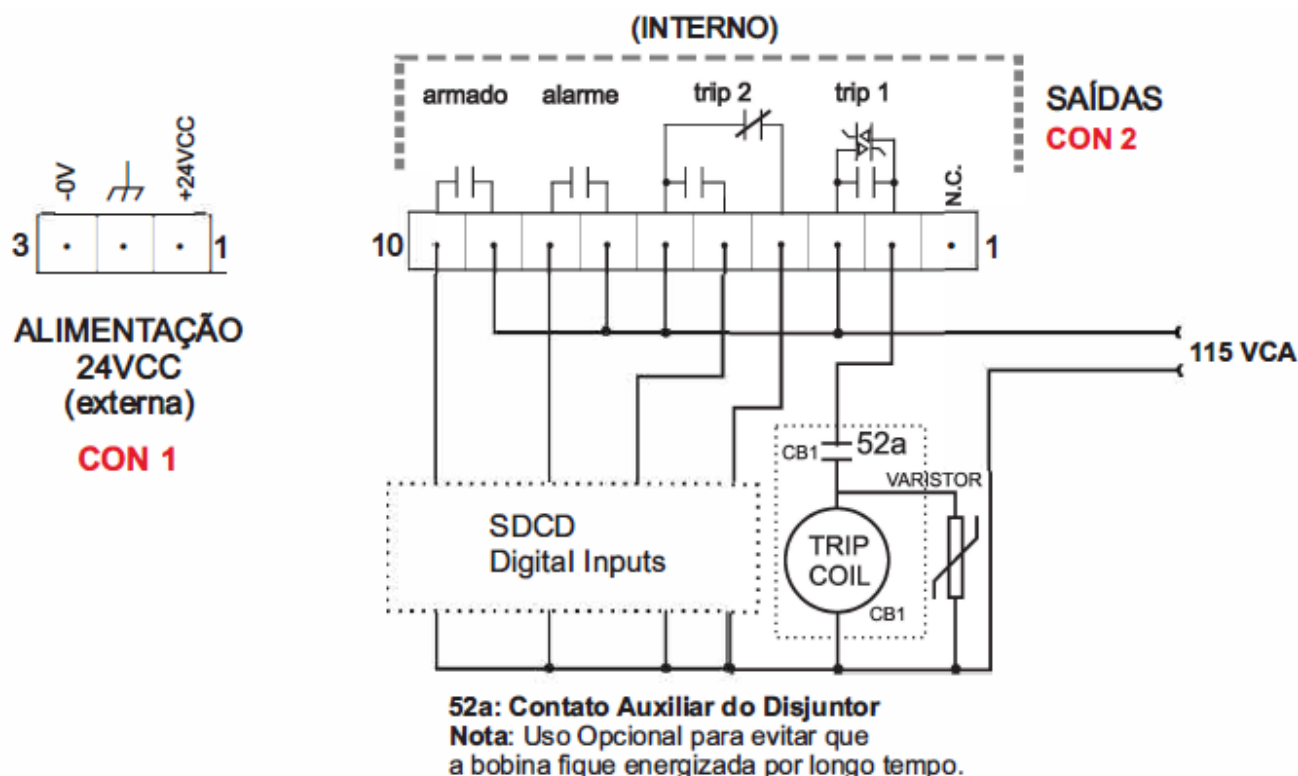 (INTERNO)
armado alarme trip 2 trip 1
SAÍDAS
CON 2
-0V
+24VCC
N.C.
3
1
10
1
ALIMENTAÇÃO
24VCC
(externa)
CON 1
115 VCA
CB1
52a
VARISTOR
SDCD
Digital Inputs
TRIP
COIL
CB1
52a: Contato Auxiliar do Disjuntor
Nota: Uso Opcional para evitar que
a bobina fique energizada por longo tempo.